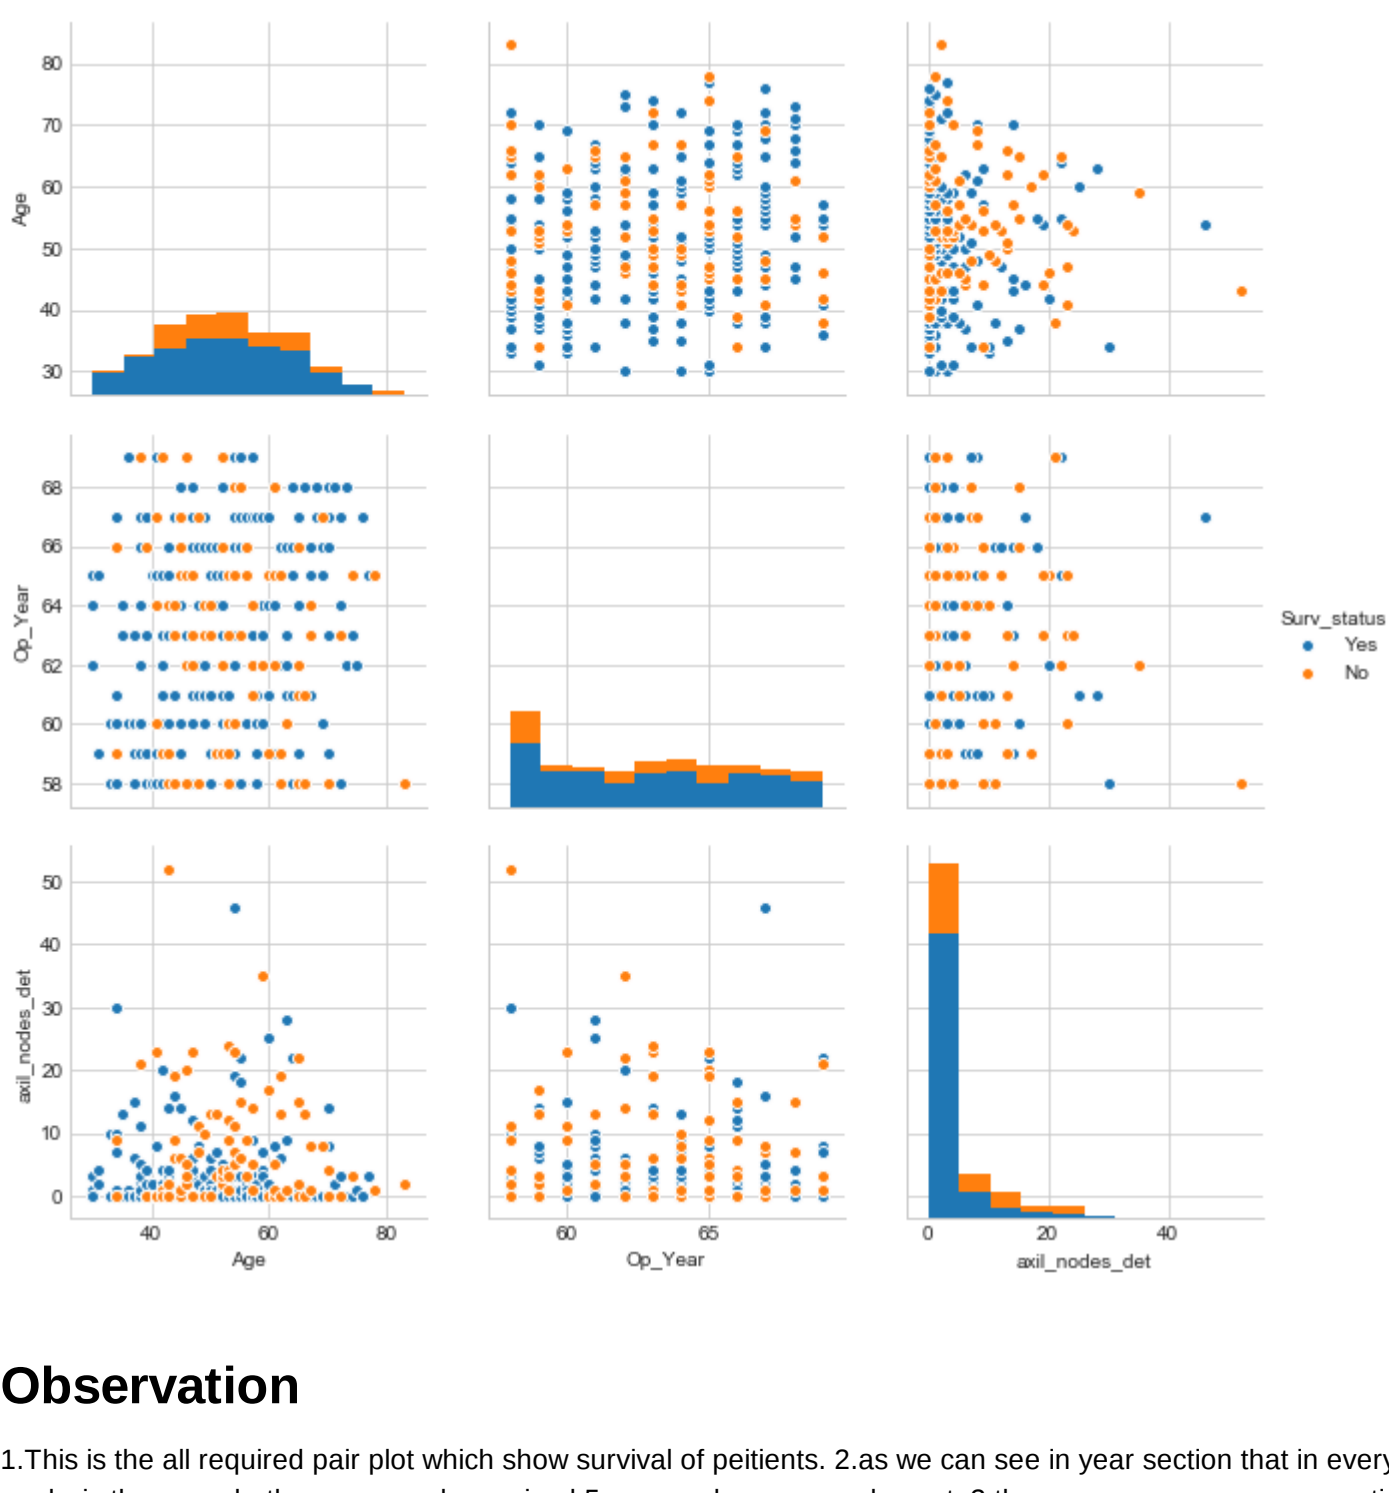 80
70
60
50
40
30
Age
68
66
64
62
60
58
Op_Year
Surv_status
Yes
No
50
40
30
20
10
0
axil_nodes_det
40 60 80
60 65
0 20 40
Age
Op_Year
axil_nodes_det
Observation
1.This is the all required pair plot which show survival of peitients. 2.as we can see in year section that in every